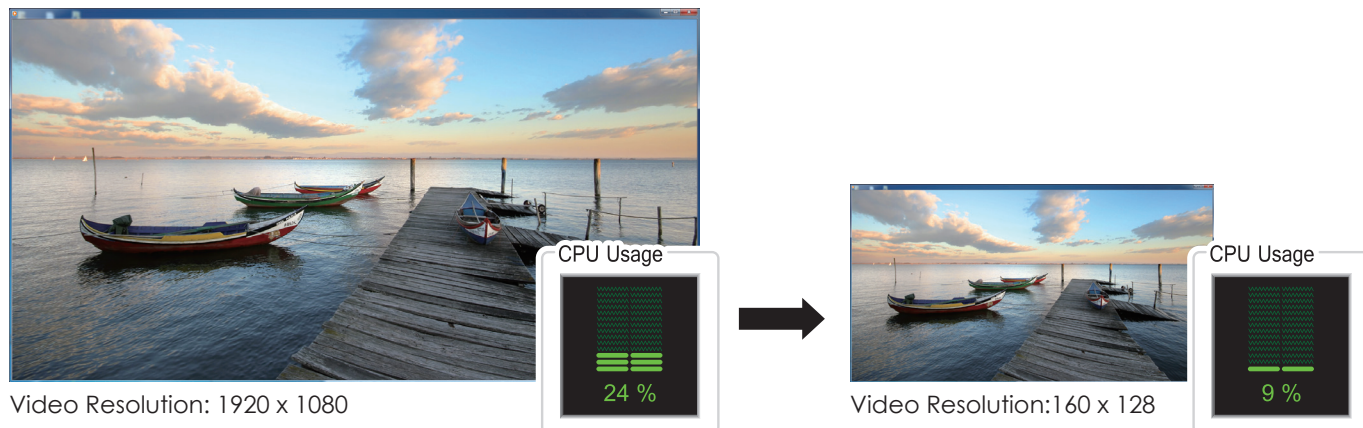 CPU Usage
24 %
Video Resolution: 1920 x 1080
CPU Usage
9 %
Video Resolution:160 x 128